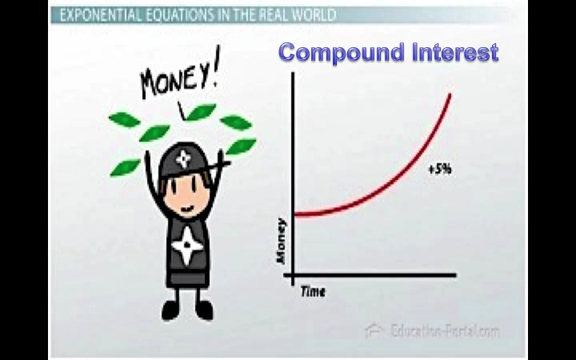 EXPONENTIAL EQUATIONS IN THE REAL WORLD
Compound Interest
MONEY!
+5%
Money
Time
Education-Portal.com